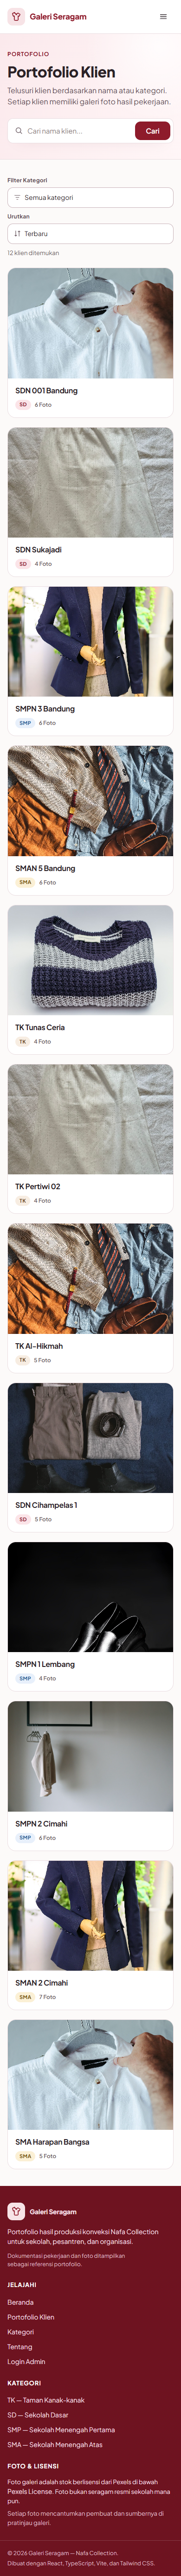 Galeri Seragam
PORTOFOLIO
Portofolio Klien
Telusuri klien berdasarkan nama atau kategori.
Setiap klien memiliki galeri foto hasil pekerjaan.
Cari nama klien...
Cari
Filter Kategori
Semua kategori
Urutkan
Terbaru
12 klien ditemukan
SDN 001 Bandung
SD 6 Foto
SDN Sukajadi
SD 4 Foto
SMPN 3 Bandung
SMP 6 Foto
SMAN 5 Bandung
SMA 6 Foto
TK Tunas Ceria
TK 4 Foto
TK Pertiwi 02
TK 4 Foto
TK Al-Hikmah
TK 5 Foto
SDN Cihampelas 1
SD 5 Foto
SMPN 1 Lembang
SMP 4 Foto
SMPN 2 Cimahi
SMP 6 Foto
SMAN 2 Cimahi
SMA 7 Foto
SMA Harapan Bangsa
SMA 5 Foto
Galeri Seragam
Portofolio hasil produksi konveksi Nafa Collection
untuk sekolah, pesantren, dan organisasi.
Dokumentasi pekerjaan dan foto ditampilkan
sebagai referensi portofolio.
JELAJAHI
Beranda
Portofolio Klien
Kategori
Tentang
Login Admin
KATEGORI
TK — Taman Kanak-kanak
SD — Sekolah Dasar
SMP — Sekolah Menengah Pertama
SMA — Sekolah Menengah Atas
FOTO & LISENSI
Foto galeri adalah stok berlisensi dari Pexels di bawah
Pexels License. Foto bukan seragam resmi sekolah mana
pun.
Setiap foto mencantumkan pembuat dan sumbernya di
tautan/penjelasan galeri.
© 2026 Galeri Seragam — Nafa Collection.
Dibuat dengan React, TypeScript, Vite, dan Tailwind CSS.